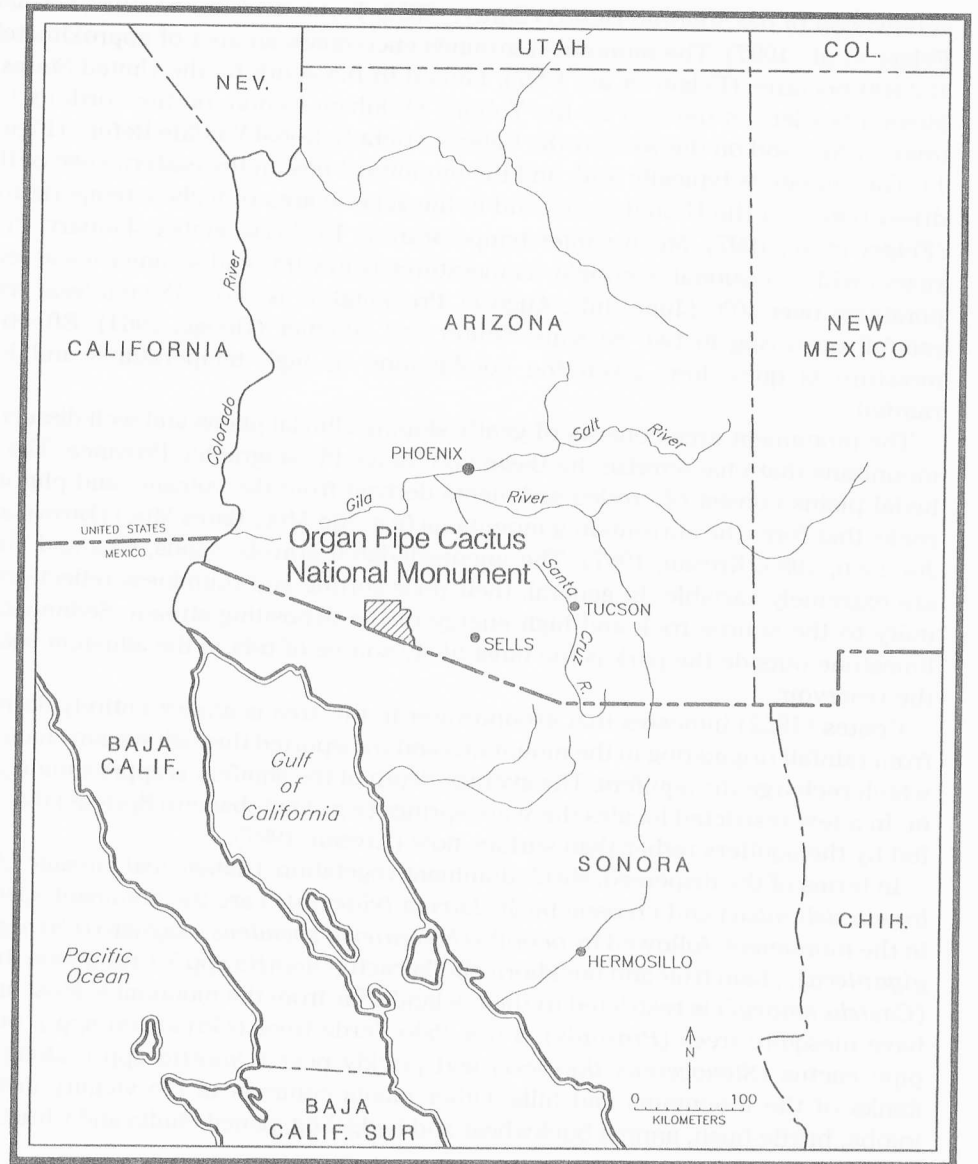 UTAH
COL.
NEV.
River
CALIFORNIA
ARIZONA
NEW
MEXICO
Colorado
Salt
River
PHOENIX
Gila
River
UNITED STATES
MEXICO
Organ Pipe Cactus
National Monument
Santa
Cruz
R.
TUCSON
SELLS
BAJA
CALIF.
Gulf
of
California
SONORA
CHIH.
Pacific
Ocean
HERMOSILLO
N
0 100
KILOMETERS
BAJA
CALIF. SUR